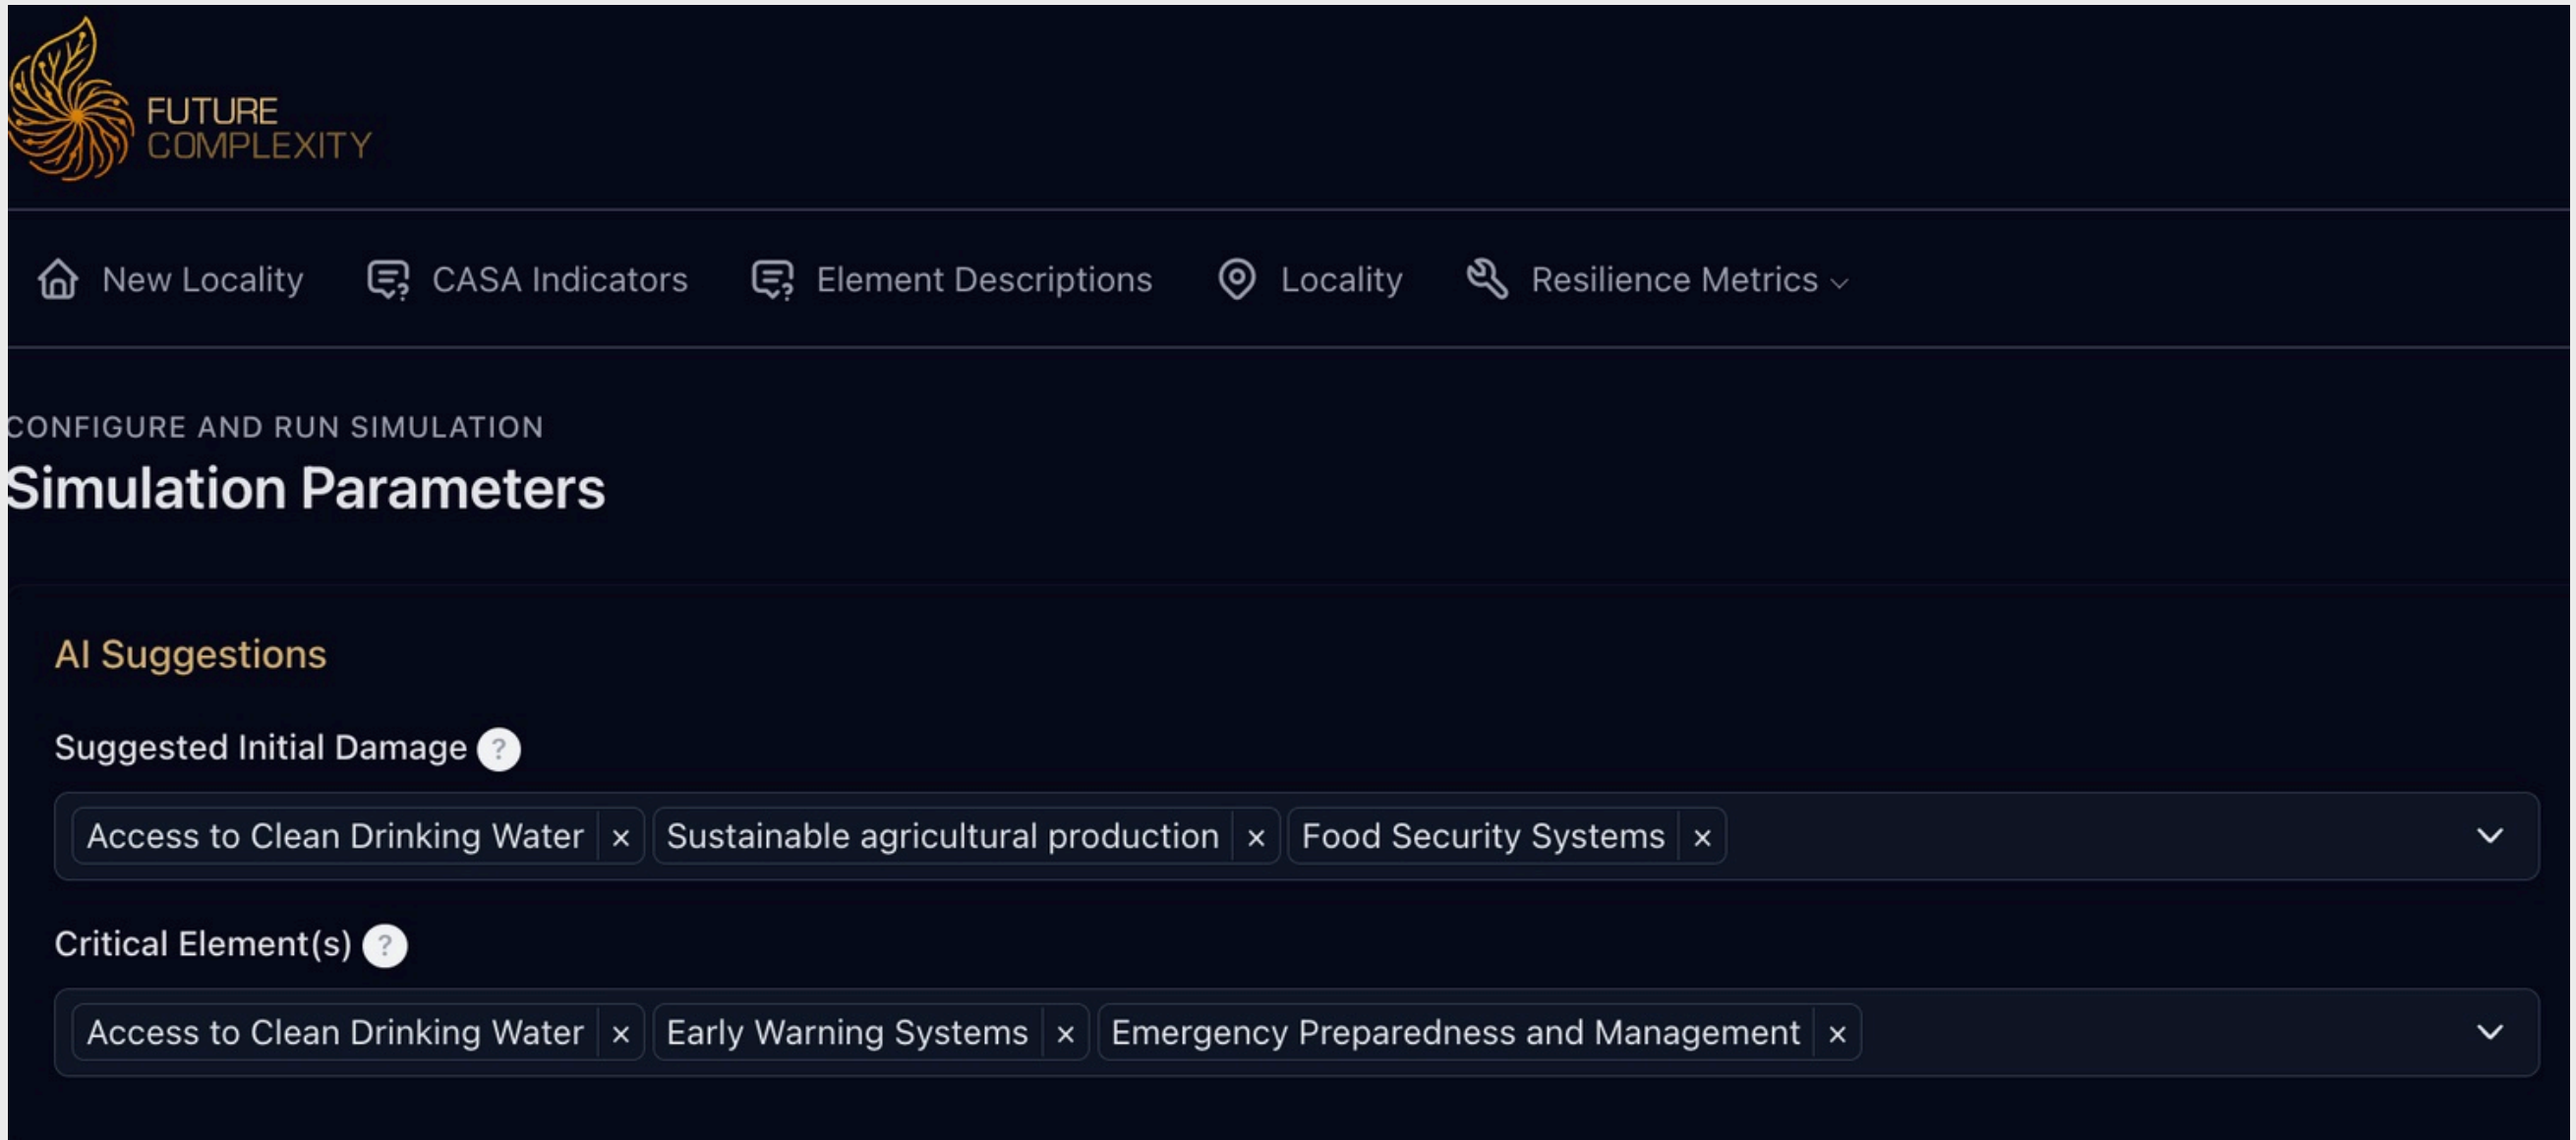 FUTURE
COMPLEXITY
New Locality CASA Indicators Element Descriptions Locality Resilience Metrics
CONFIGURE AND RUN SIMULATION
Simulation Parameters
AI Suggestions
Suggested Initial Damage ?
Access to Clean Drinking Water × Sustainable agricultural production × Food Security Systems ×
Critical Element(s) ?
Access to Clean Drinking Water × Early Warning Systems × Emergency Preparedness and Management ×